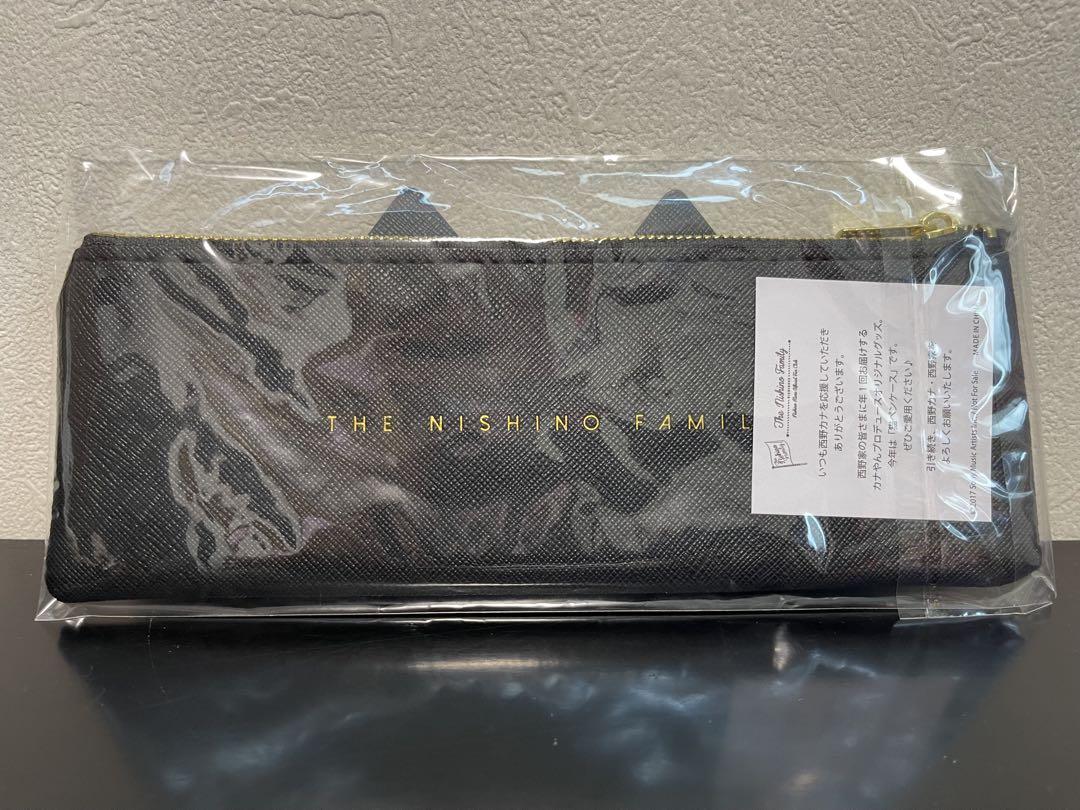 THE NISHINO FAMIL
The Nishino Family
いつも西野カナを応援していただき
ありがとうございます。
西野家の皆さまに年1回お届けする
カナやんプロデュースオリジナルグッズ。
今年は「 ペンケース」です。
ぜひご愛用ください♪
引き続き、西野カナ・西野家を
よろしくお願いいたします。
©2017 Sony Music Artists Inc. Not For Sale MADE IN CHI